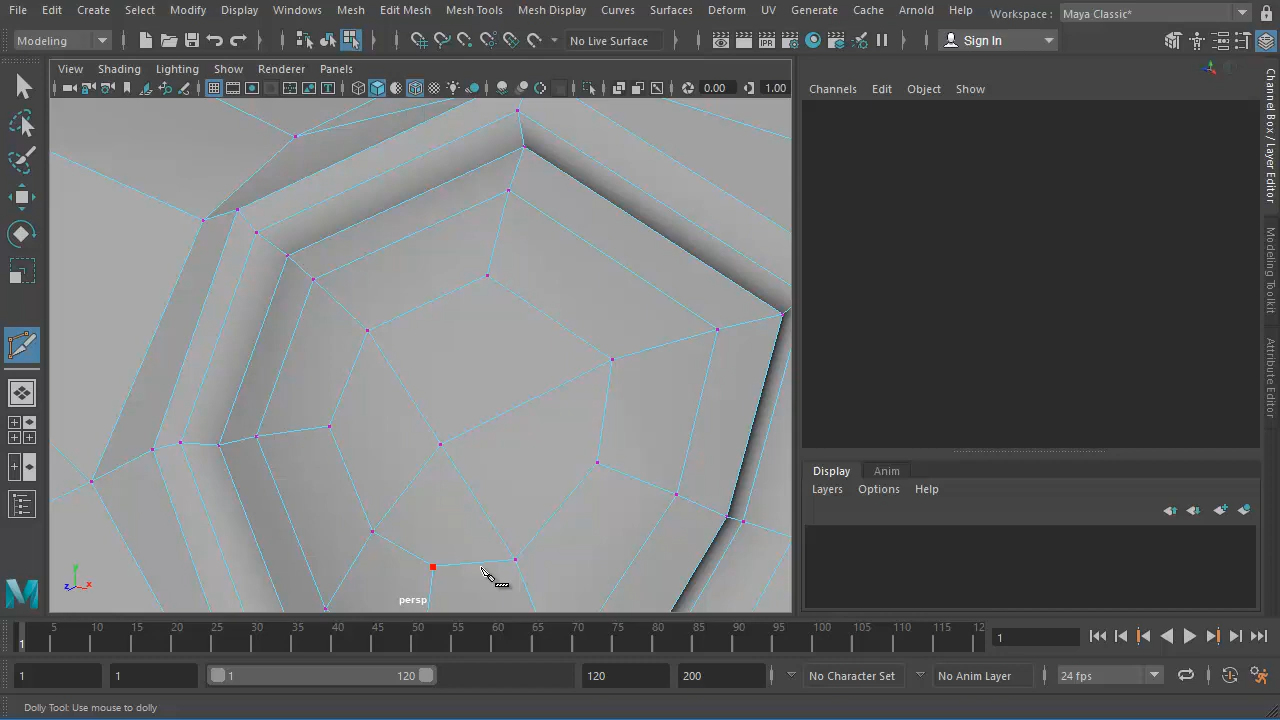 File Edit Create Select Modify Display Windows Mesh Edit Mesh Mesh Tools Mesh Display Curves Surfaces Deform UV Generate Cache Arnold Help Workspace : Maya Classic*
Modeling No Live Surface Sign In
View Shading Lighting Show Renderer Panels
0.00 1.00
Channels Edit Object Show
Channel Box / Layer Editor
Modeling Toolkit
Attribute Editor
persp
y
z x
Display Anim
Layers Options Help
1 5 10 15 20 25 30 35 40 45 50 55 60 65 70 75 80 85 90 95 100 105 110 115 12 1
1 1 1 120 120 200 No Character Set No Anim Layer 24 fps
Dolly Tool: Use mouse to dolly